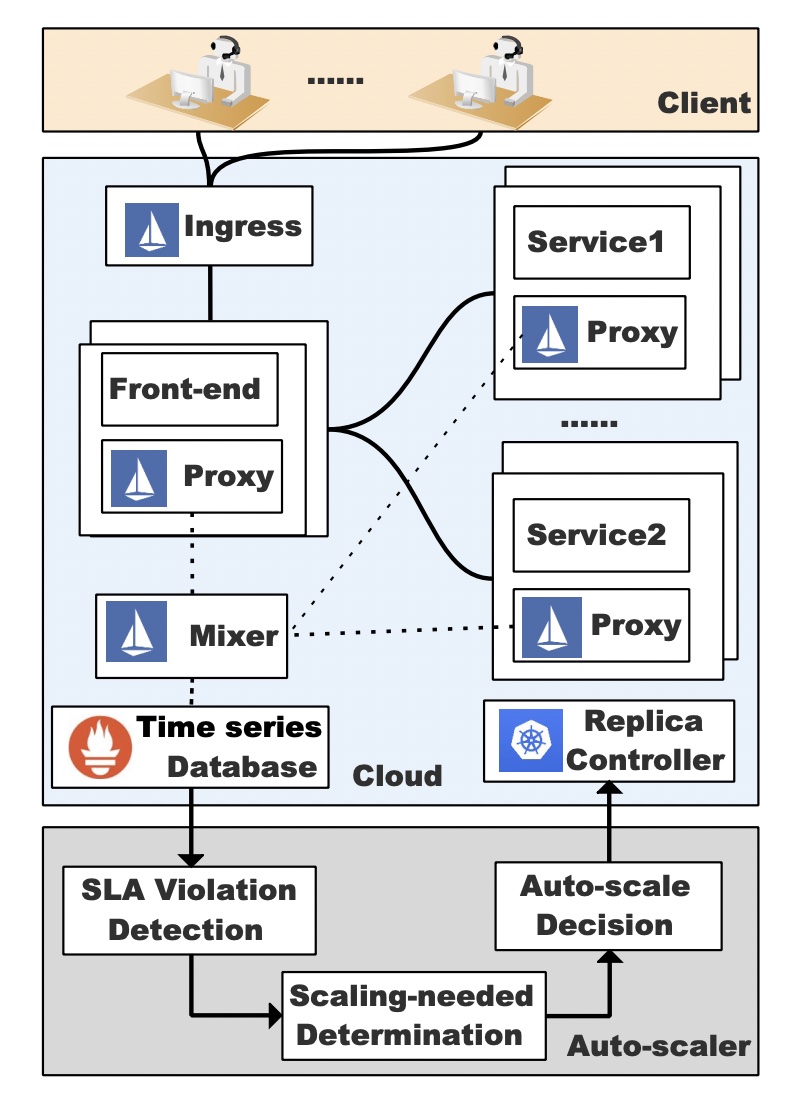 ......
Client
Ingress
Service1
Proxy
Front-end
Proxy
......
Service2
Proxy
Mixer
Time series
Database
Replica
Controller
Cloud
SLA Violation
Detection
Auto-scale
Decision
Scaling-needed
Determination
Auto-scaler